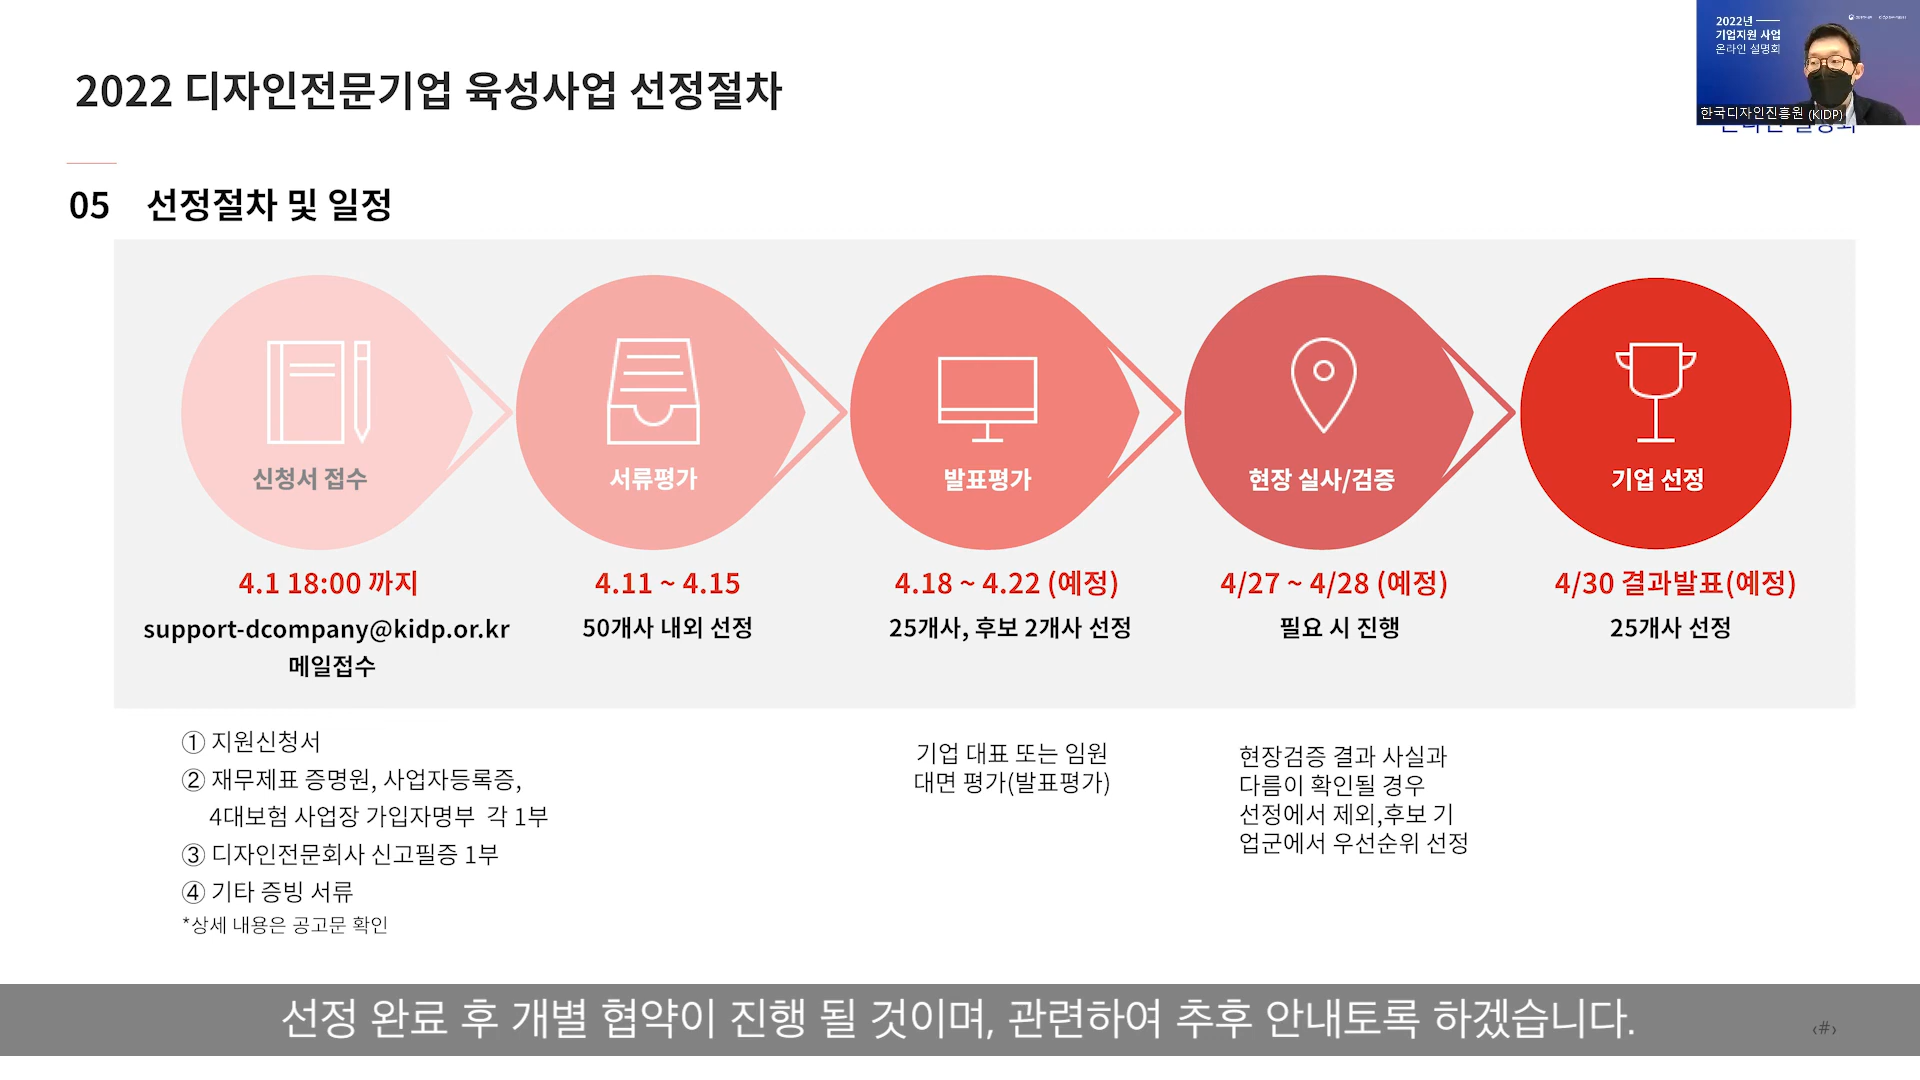 2022 디자인전문기업 육성사업 선정절차
2022년
기업지원 사업
온라인 설명회
한국디자인진흥원 (KIDP)
온라인 설명회
05 선정절차 및 일정
신청서 접수
서류평가
발표평가
현장 실사/검증
기업 선정
4.1 18:00 까지
support-dcompany@kidp.or.kr
메일접수
4.11 ~ 4.15
50개사 내외 선정
4.18 ~ 4.22 (예정)
25개사, 후보 2개사 선정
4/27 ~ 4/28 (예정)
필요 시 진행
4/30 결과발표(예정)
25개사 선정
① 지원신청서
② 재무제표 증명원, 사업자등록증,
4대보험 사업장 가입자명부 각 1부
③ 디자인전문회사 신고필증 1부
④ 기타 증빙 서류
*상세 내용은 공고문 확인
기업 대표 또는 임원
대면 평가(발표평가)
현장검증 결과 사실과
다름이 확인될 경우
선정에서 제외,후보 기
업군에서 우선순위 선정
선정 완료 후 개별 협약이 진행 될 것이며, 관련하여 추후 안내토록 하겠습니다.
‹#›